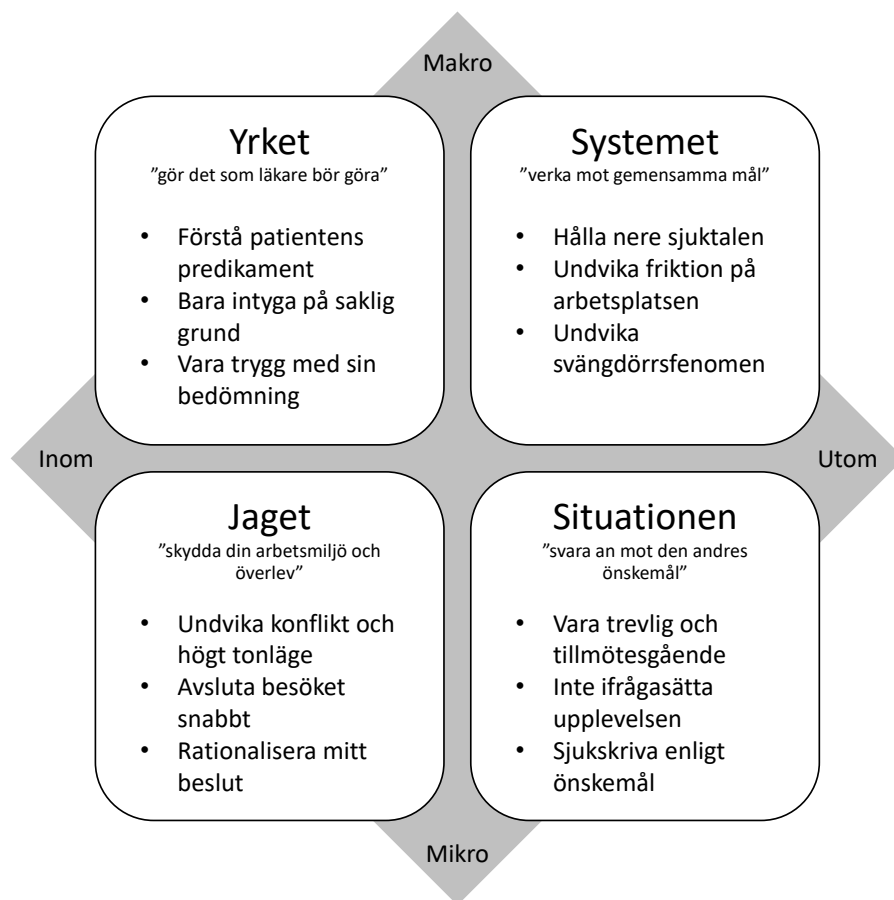 Makro
Yrket
”gör det som läkare bör göra”
• Förstå patientens
predikament
• Bara intyga på saklig
grund
• Vara trygg med sin
bedömning
Systemet
”verka mot gemensamma mål”
• Hålla nere sjuktalen
• Undvika friktion på
arbetsplatsen
• Undvika
svängdörrsfenomen
Inom
Utom
Jaget
”skydda din arbetsmiljö och
överlev”
• Undvika konflikt och
högt tonläge
• Avsluta besöket
snabbt
• Rationalisera mitt
beslut
Situationen
”svara an mot den andres
önskemål”
• Vara trevlig och
tillmötesgående
• Inte ifrågasätta
upplevelsen
• Sjukskriva enligt
önskemål
Mikro